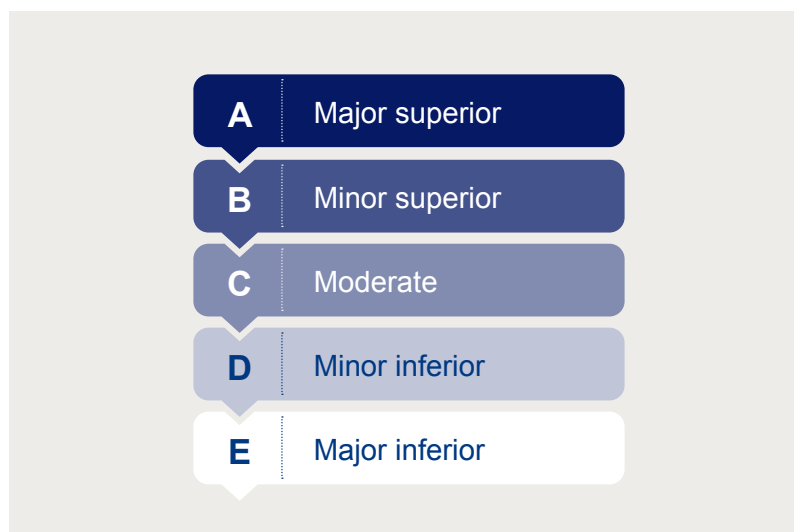 A Major superior
B Minor superior
C Moderate
D Minor inferior
E Major inferior